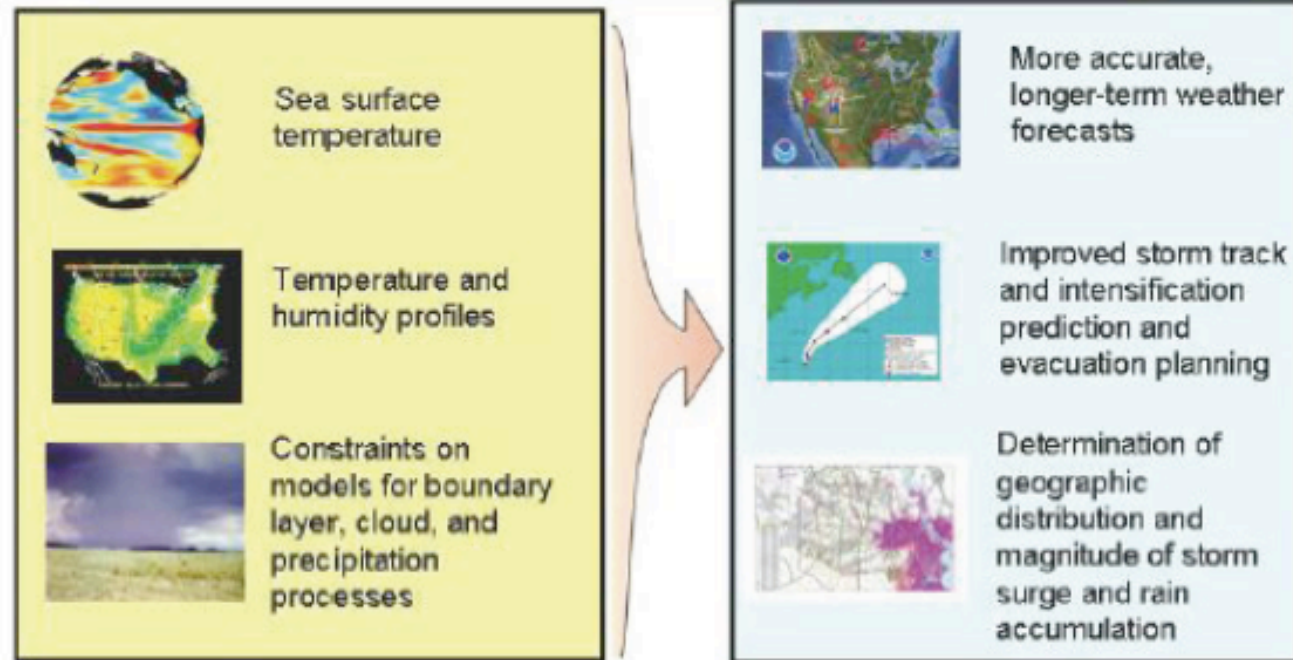 Sea surface
temperature
Temperature and
humidity profiles
Constraints on
models for boundary
layer, cloud, and
precipitation
processes
More accurate,
longer-term weather
forecasts
Improved storm track
and intensification
prediction and
evacuation planning
Determination of
geographic
distribution and
magnitude of storm
surge and rain
accumulation